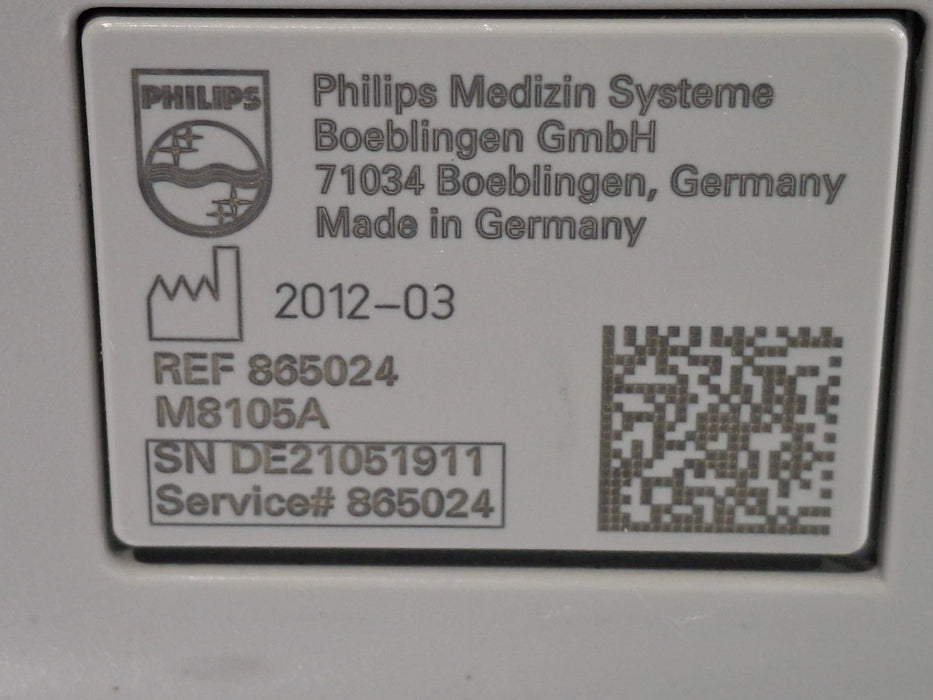 PHILIPS
Philips Medizin Systeme
Boeblingen GmbH
71034 Boeblingen, Germany
Made in Germany
2012-03
REF 865024
M8105A
SN DE21051911
Service# 865024